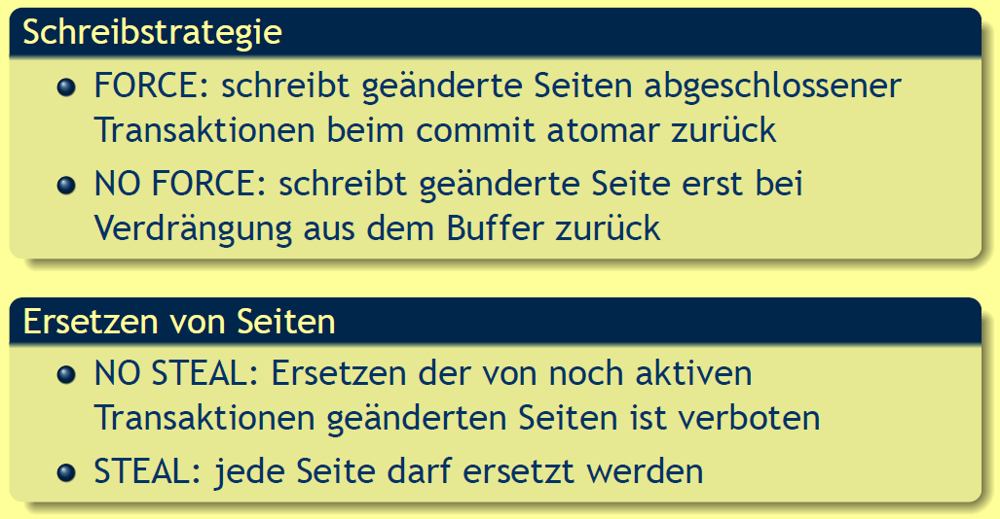 Schreibstrategie
FORCE: schreibt geänderte Seiten abgeschlossener
Transaktionen beim commit atomar zurück
NO FORCE: schreibt geänderte Seite erst bei
Verdrängung aus dem Buffer zurück
Ersetzen von Seiten
NO STEAL: Ersetzen der von noch aktiven
Transaktionen geänderten Seiten ist verboten
STEAL: jede Seite darf ersetzt werden